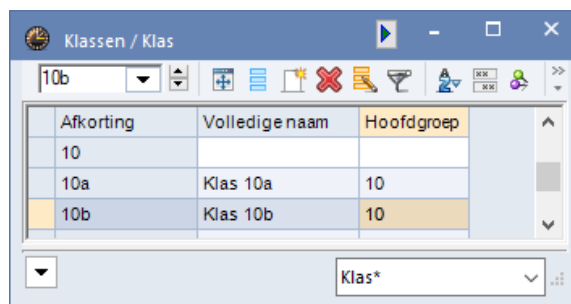 Klassen / Klas
10b
Afkorting Volledige naam Hoofdgroep
10
10a Klas 10a 10
10b Klas 10b 10
Klas*